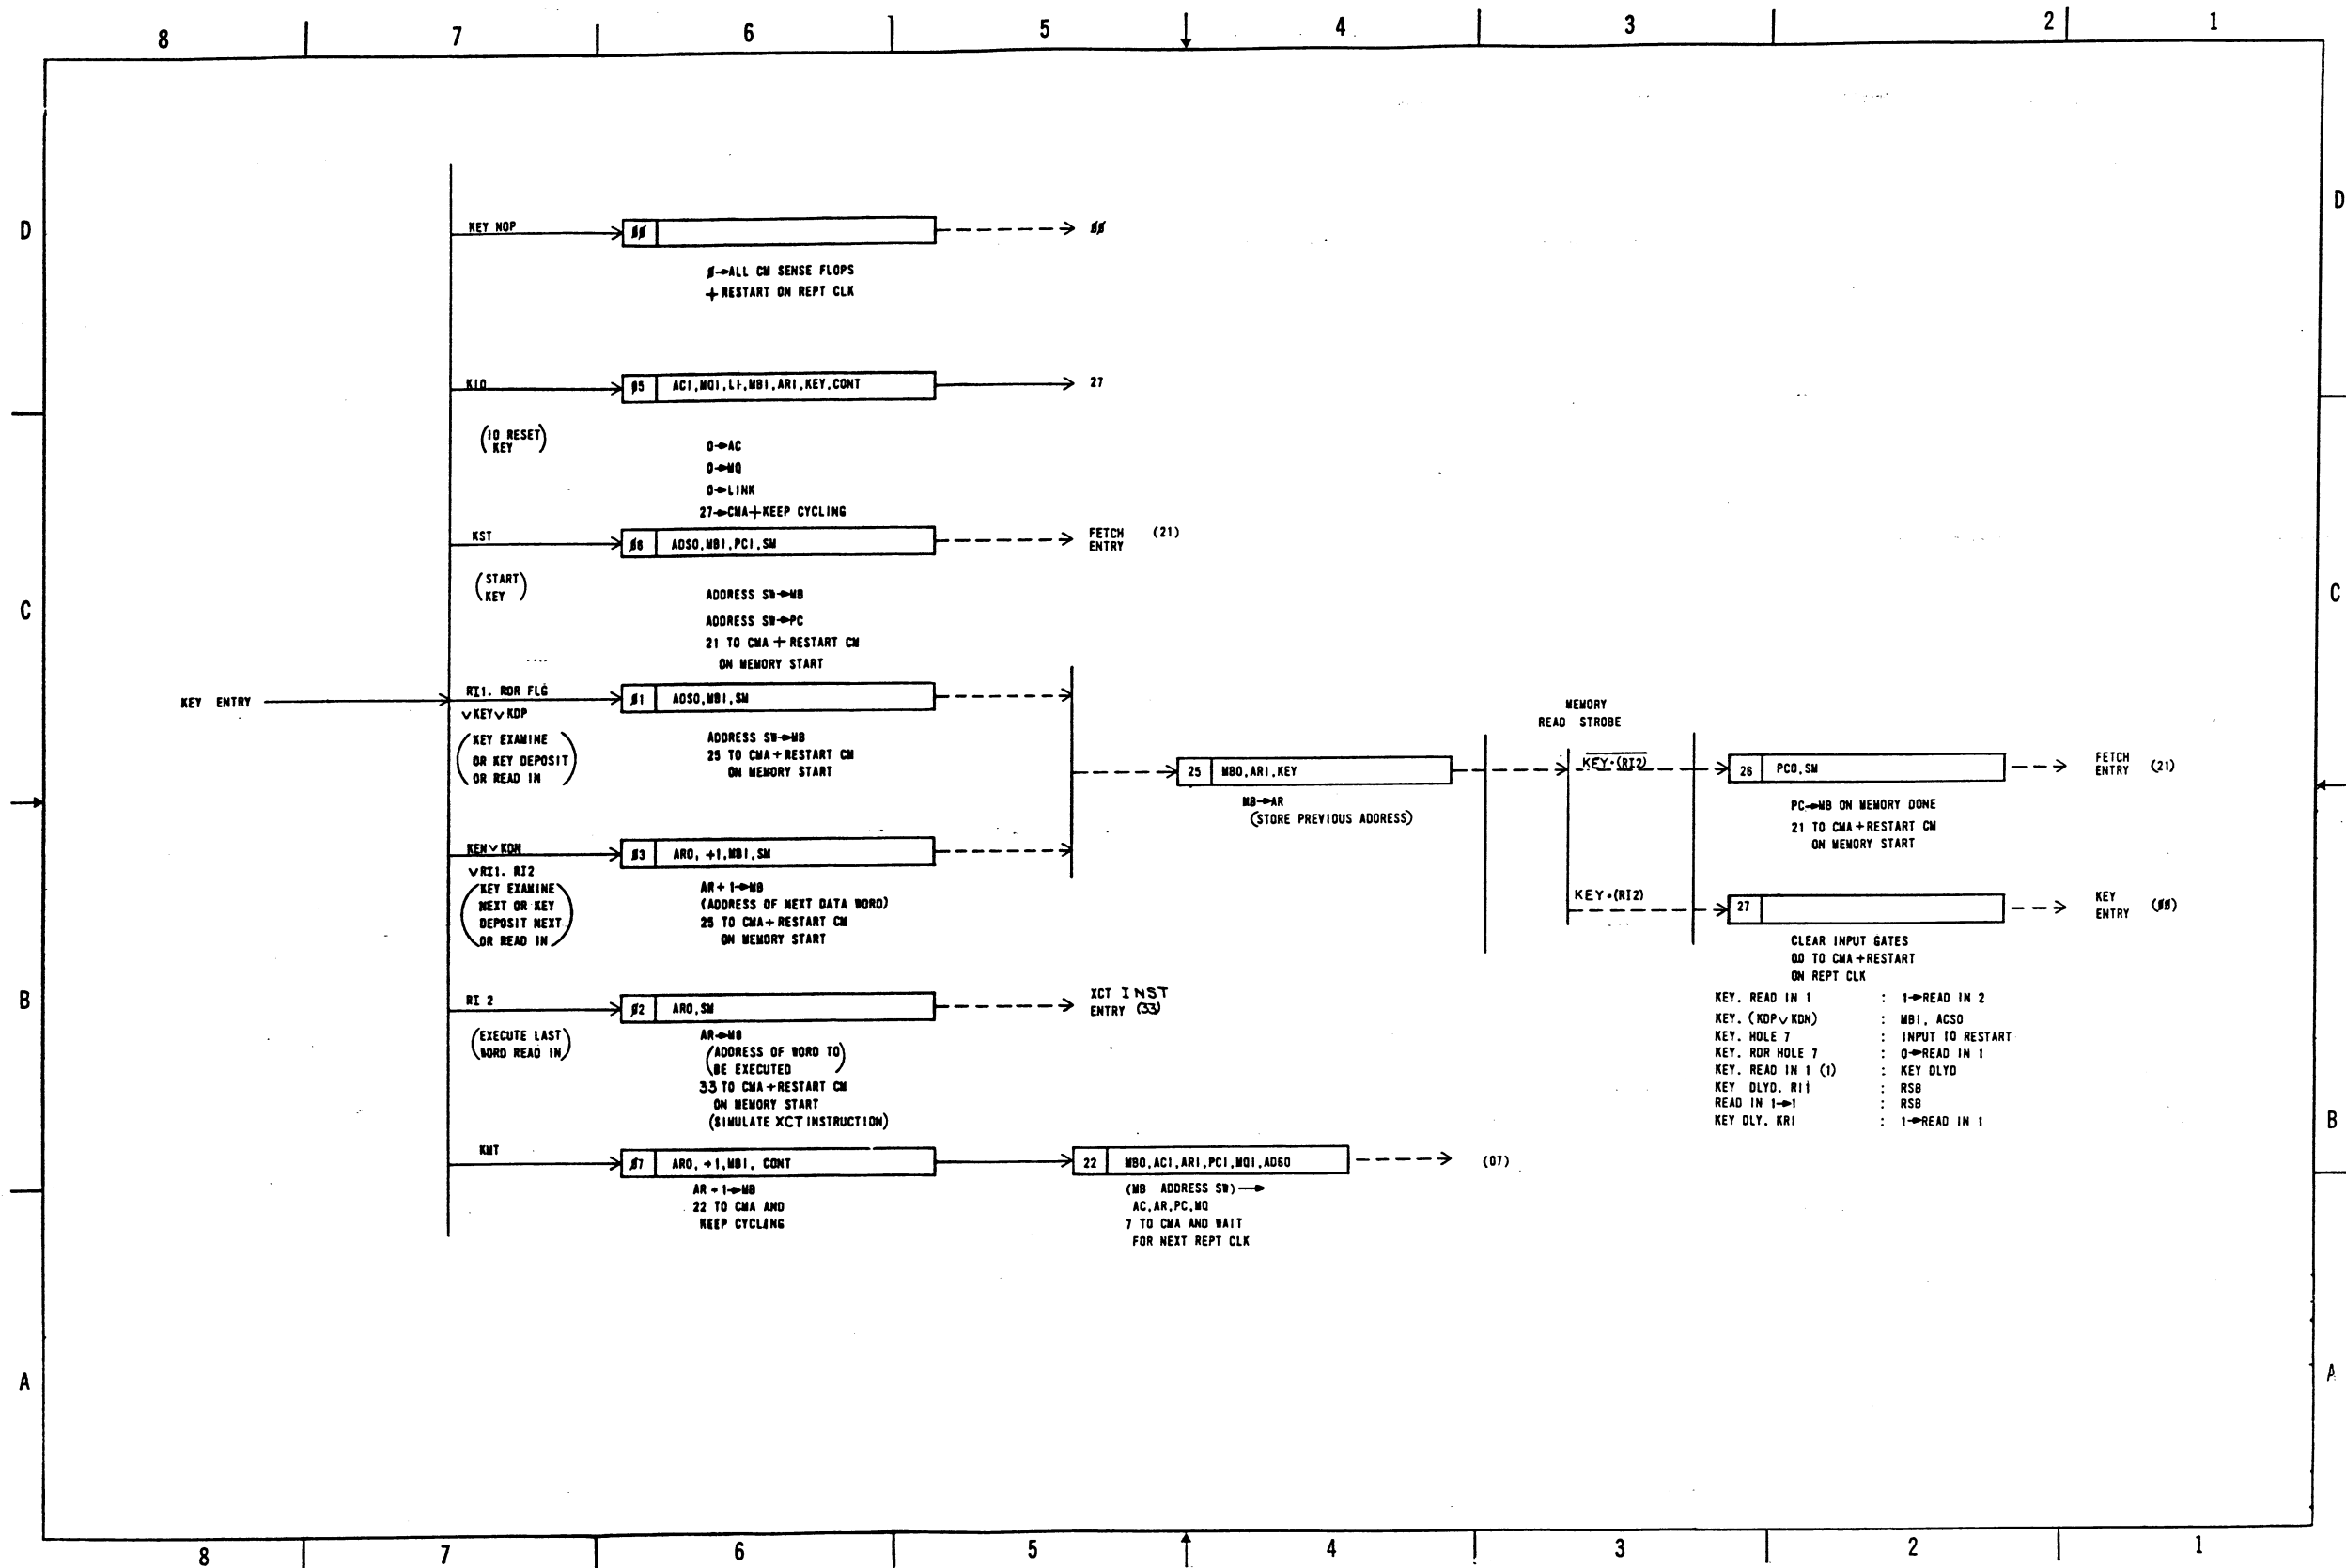 8 7 6 5 4 3 2 1
D
D
KEY NOP
ØØ
ØØ
Ø→ALL CM SENSE FLOPS
+RESTART ON REPT CLK
KIO
Ø5 ACI,MQI,LI,MBI,ARI,KEY,CONT
27
(IO RESET
KEY)
0→AC
0→MQ
0→LINK
27→CMA+KEEP CYCLING
KST
Ø6 ADSO,MBI,PCI,SM
FETCH (21)
ENTRY
(START
KEY)
C
C
ADDRESS SW→MB
ADDRESS SW→PC
21 TO CMA + RESTART CM
ON MEMORY START
KEY ENTRY
RI1. RDR FLG
∨KEY∨KDP
(KEY EXAMINE
OR KEY DEPOSIT
OR READ IN)
Ø1 ADSO,MBI,SM
ADDRESS SW→MB
25 TO CMA+RESTART CM
ON MEMORY START
MEMORY
READ STROBE
25 MBO,ARI,KEY
MB→AR
(STORE PREVIOUS ADDRESS)
KEY•(RI2)
26 PCO,SM
FETCH (21)
ENTRY
PC→MB ON MEMORY DONE
21 TO CMA+RESTART CM
ON MEMORY START
KEN∨KDN
∨RI1. RI2
(KEY EXAMINE
NEXT OR KEY
DEPOSIT NEXT
OR READ IN)
Ø3 ARO, +1,MBI,SM
AR + 1→MB
(ADDRESS OF NEXT DATA WORD)
25 TO CMA+RESTART CM
ON MEMORY START
KEY•(RI2)
27
KEY (ØØ)
ENTRY
CLEAR INPUT GATES
00 TO CMA+RESTART
ON REPT CLK
B
B
RI 2
(EXECUTE LAST
WORD READ IN)
Ø2 ARO,SM
XCT INST
ENTRY (33)
AR→MB
(ADDRESS OF WORD TO
BE EXECUTED)
33 TO CMA+RESTART CM
ON MEMORY START
(SIMULATE XCT INSTRUCTION)
KEY. READ IN 1 : 1→READ IN 2
KEY. (KDP∨KDN) : MBI, ACSO
KEY. HOLE 7 : INPUT IO RESTART
KEY. RDR HOLE 7 : 0→READ IN 1
KEY. READ IN 1 (1) : KEY DLYD
KEY DLYD. RI1 : RSB
READ IN 1→1 : RSB
KEY DLY. KRI : 1→READ IN 1
KMT
Ø7 ARO, +1,MBI, CONT
22 MBO,ACI,ARI,PCI,MQI,ADSO
(07)
AR + 1→MB
22 TO CMA AND
KEEP CYCLING
(MB ADDRESS SW)→
AC,AR,PC,MQ
7 TO CMA AND WAIT
FOR NEXT REPT CLK
A
A
8 7 6 5 4 3 2 1